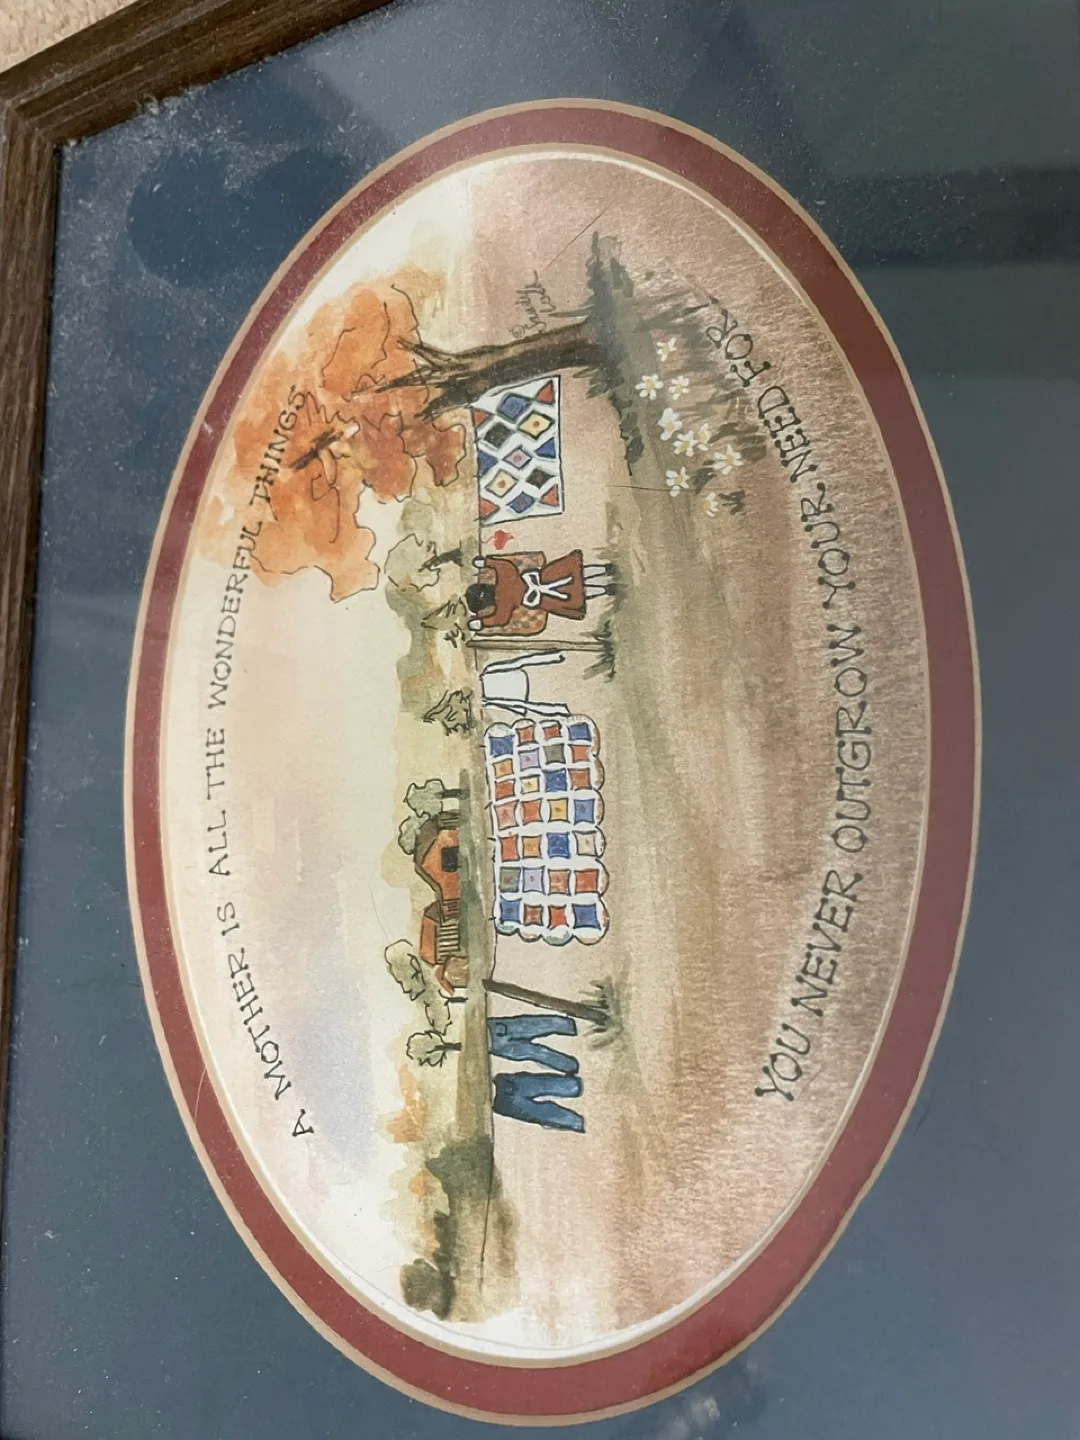 A MOTHER IS ALL THE WONDERFUL THINGS
YOU NEVER OUTGROW YOUR NEED FOR.